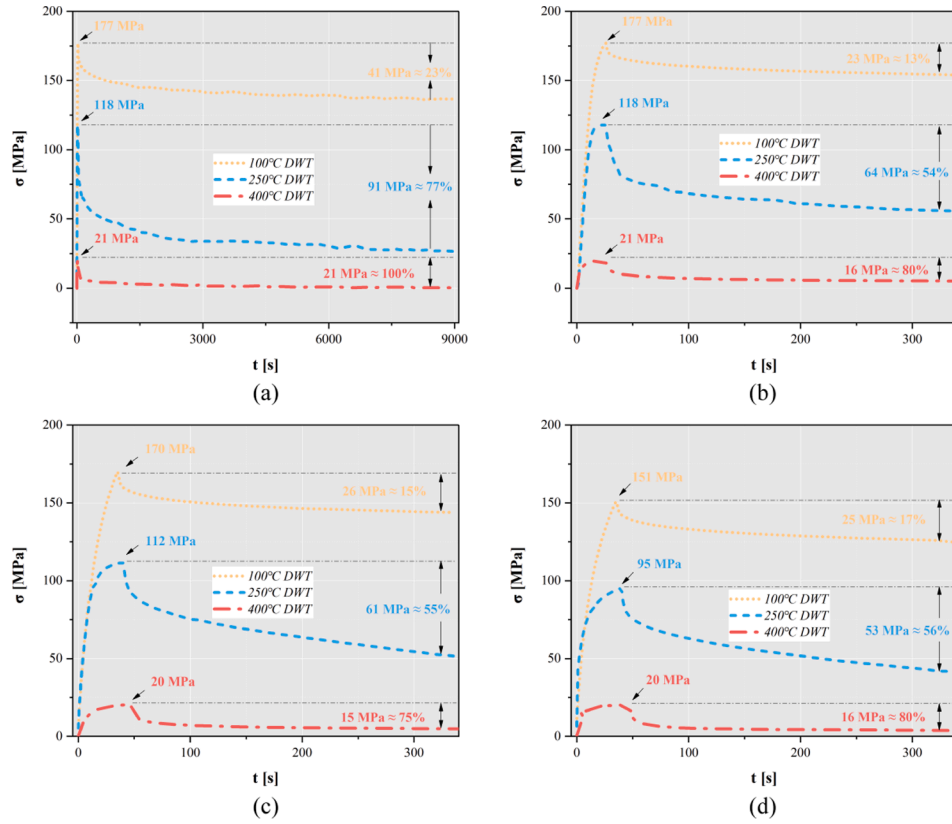 200
150
100
50
0
σ [MPa]
177 MPa
41 MPa ≈ 23%
118 MPa
100℃ DWT
250℃ DWT
400℃ DWT
91 MPa ≈ 77%
21 MPa
21 MPa ≈ 100%
0
3000
6000
9000
t [s]
(a)
200
150
100
50
0
σ [MPa]
177 MPa
23 MPa ≈ 13%
118 MPa
100℃ DWT
250℃ DWT
400℃ DWT
64 MPa ≈ 54%
21 MPa
16 MPa ≈ 80%
0
100
200
300
t [s]
(b)
200
150
100
50
0
σ [MPa]
170 MPa
26 MPa ≈ 15%
112 MPa
100℃ DWT
250℃ DWT
400℃ DWT
61 MPa ≈ 55%
20 MPa
15 MPa ≈ 75%
0
100
200
300
t [s]
(c)
200
150
100
50
0
σ [MPa]
151 MPa
25 MPa ≈ 17%
95 MPa
100℃ DWT
250℃ DWT
400℃ DWT
53 MPa ≈ 56%
20 MPa
16 MPa ≈ 80%
0
100
200
300
t [s]
(d)